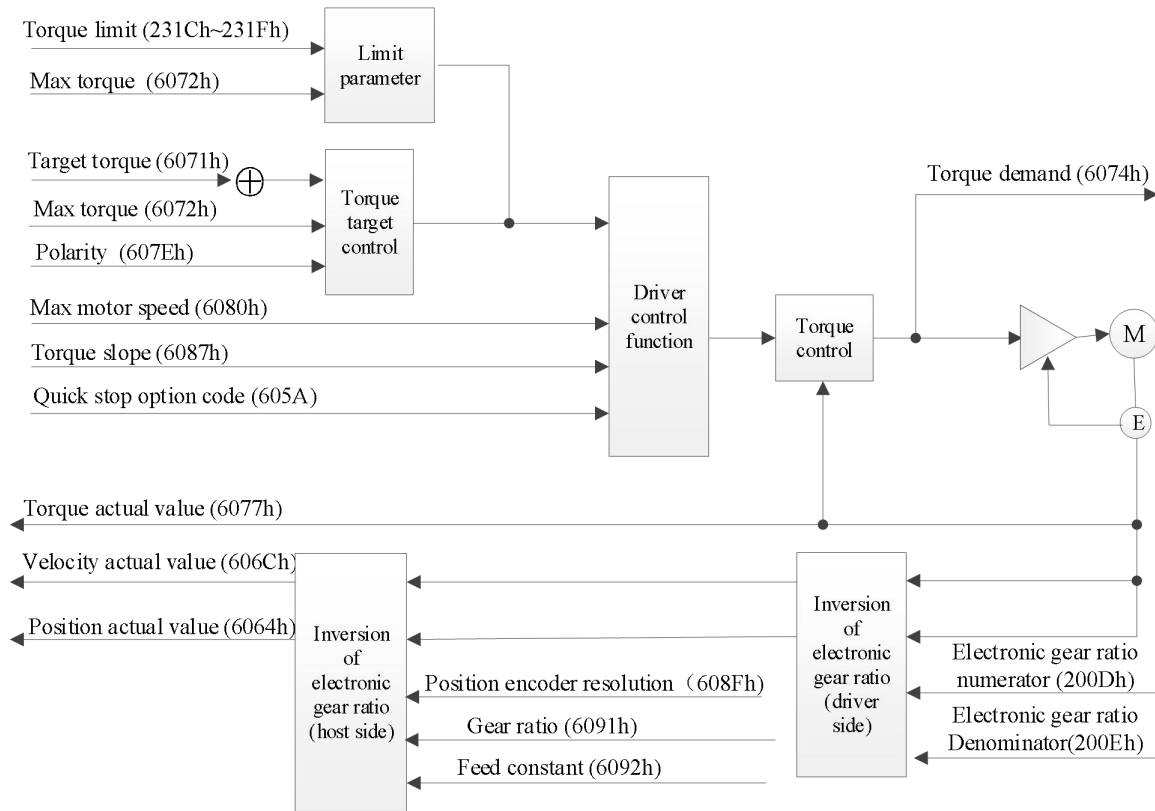 Torque limit (231Ch~231Fh)
Max torque (6072h)
Limit
parameter
Target torque (6071h)
Max torque (6072h)
Polarity (607Eh)
Torque
target
control
Max motor speed (6080h)
Torque slope (6087h)
Quick stop option code (605A)
Driver
control
function
Torque
control
Torque demand (6074h)
M
E
Torque actual value (6077h)
Velocity actual value (606Ch)
Position actual value (6064h)
Inversion
of
electronic
gear ratio
(host side)
Position encoder resolution（608Fh)
Gear ratio (6091h)
Feed constant (6092h)
Inversion
of
electronic
gear ratio
(driver
side)
Electronic gear ratio
numerator (200Dh)
Electronic gear ratio
Denominator(200Eh)